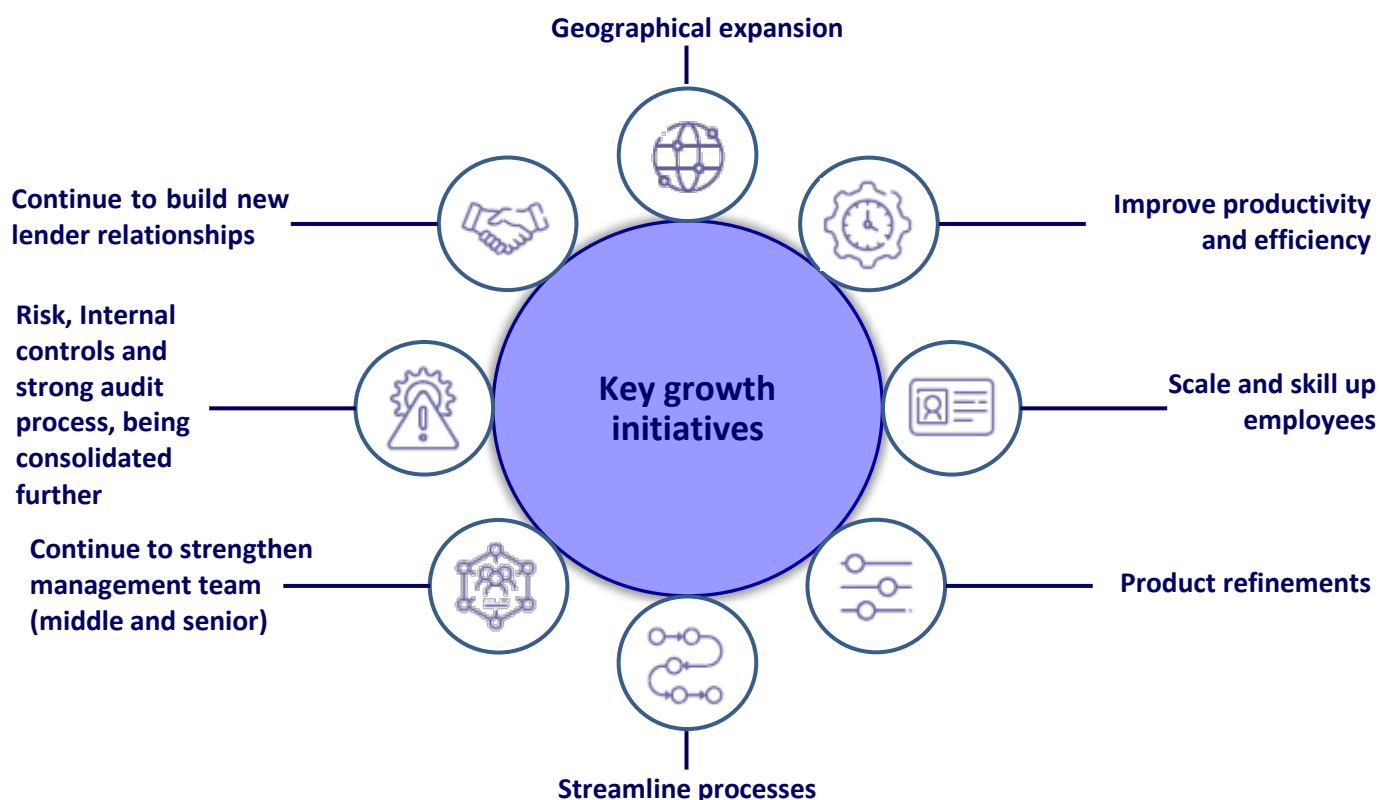 Geographical expansion
Continue to build new
lender relationships
Improve productivity
and efficiency
Risk, Internal
controls and
strong audit
process, being
consolidated
further
Key growth
initiatives
Scale and skill up
employees
Continue to strengthen
management team
(middle and senior)
Product refinements
Streamline processes